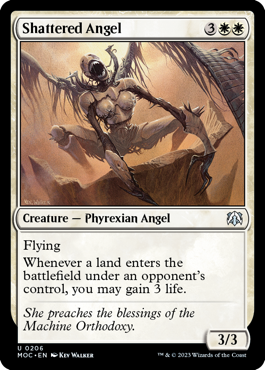 Shattered Angel 3
Creature — Phyrexian Angel
Flying
Whenever a land enters the
battlefield under an opponent's
control, you may gain 3 life.
She preaches the blessings of the
Machine Orthodoxy.
3/3
U 0206
MOC • EN Kev Walker
™ & © 2023 Wizards of the Coast